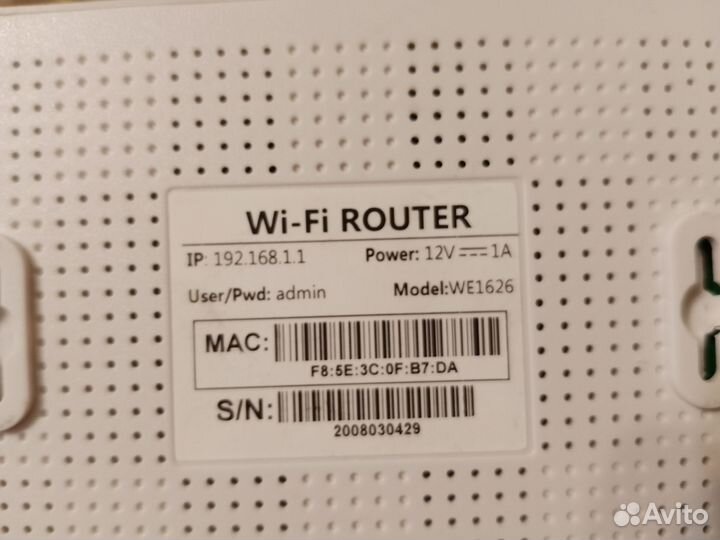 Wi-Fi ROUTER
IP: 192.168.1.1 Power: 12V⎓1A
User/Pwd: admin Model:WE1626
MAC:
F8:5E:3C:0F:B7:DA
S/N:
2008030429
Avito